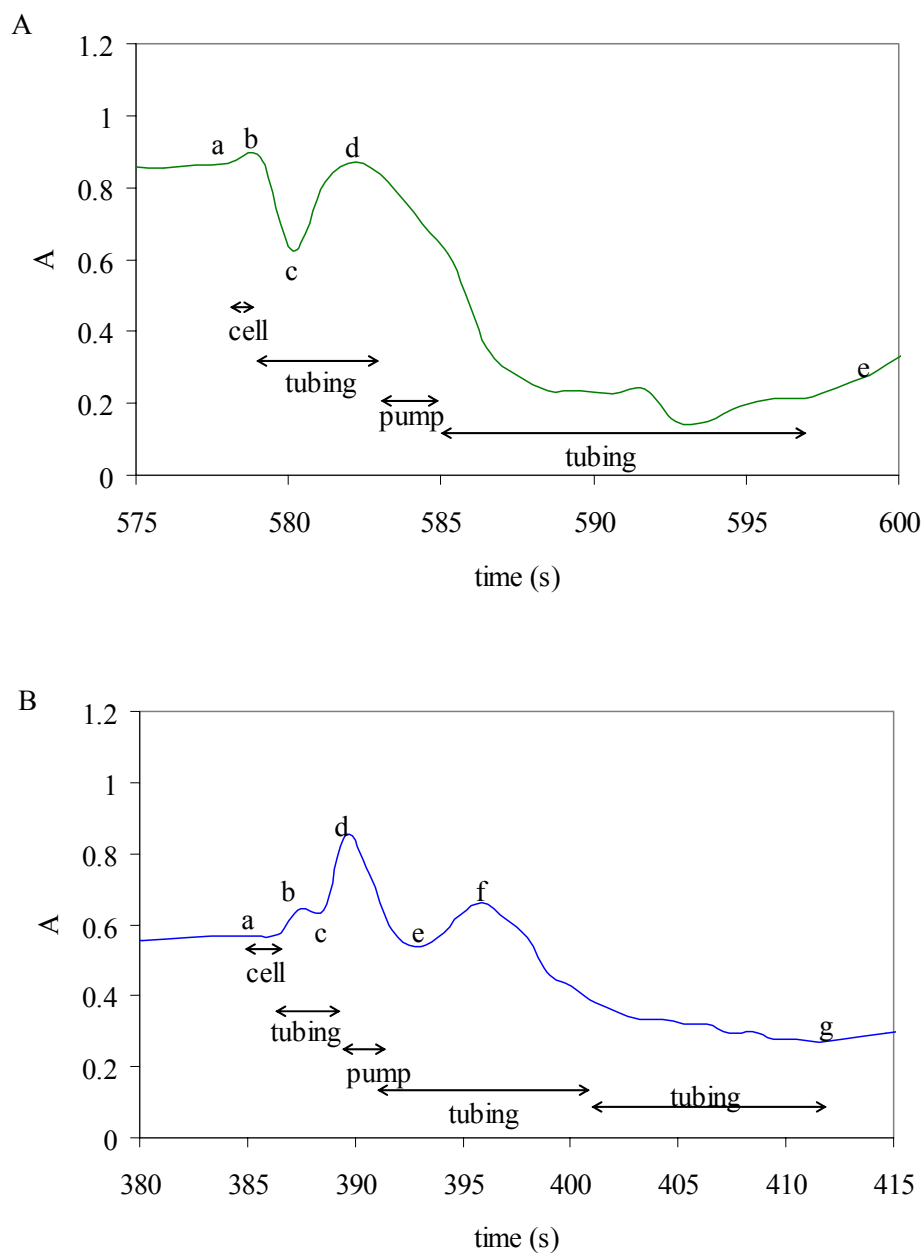 A
1.2
1
0.8
0.6
0.4
0.2
0
A
a
b
c
d
e
cell
tubing
pump
tubing
575 580 585 590 595 600
time (s)
B
1.2
1
0.8
0.6
0.4
0.2
0
A
a
b
c
d
e
f
g
cell
tubing
pump
tubing
tubing
380 385 390 395 400 405 410 415
time (s)